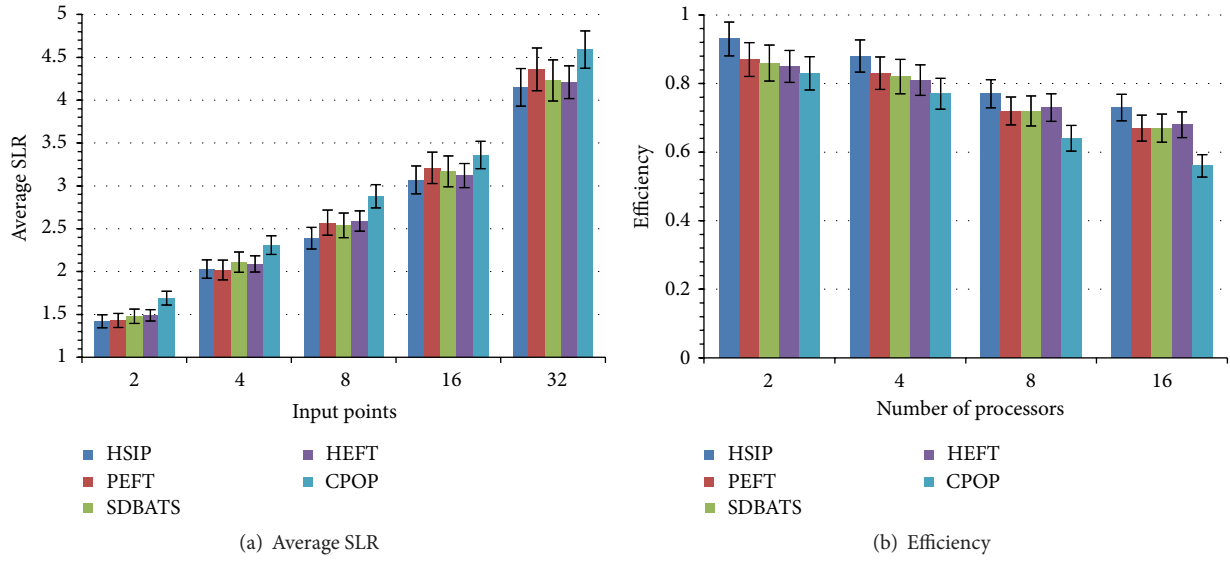 5
4.5
4
3.5
3
2.5
2
1.5
1
Average SLR
2 4 8 16 32
Input points
HSIP
PEFT
SDBATS
HEFT
CPOP
(a) Average SLR
1
0.8
0.6
0.4
0.2
0
Efficiency
2 4 8 16
Number of processors
HSIP
PEFT
SDBATS
HEFT
CPOP
(b) Efficiency